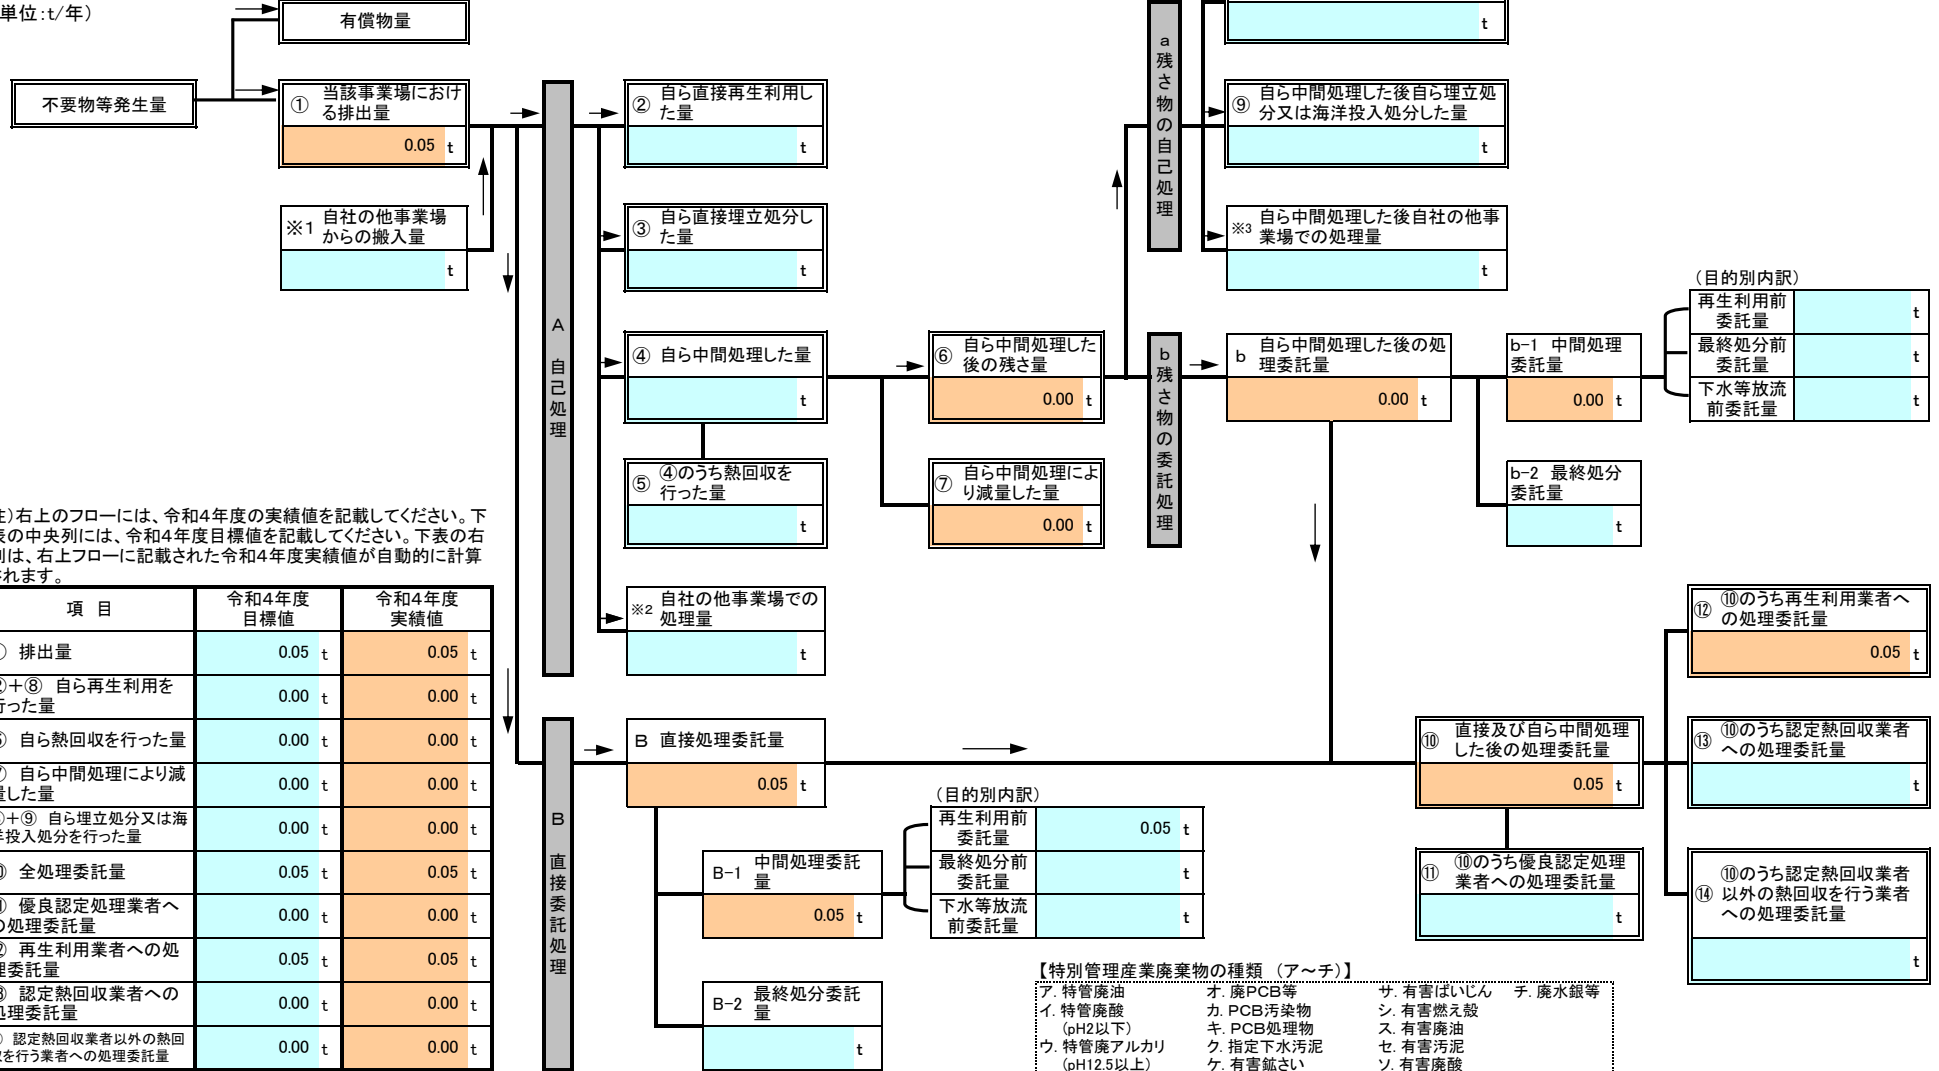 単位:t/年)
有償物量
不要物等発生量
① 当該事業場におけ
る排出量
0.05 t
※1 自社の他事業場
からの搬入量
t
A 自己処理
② 自ら直接再生利用し
た量
t
③ 自ら直接埋立処分し
た量
t
④ 自ら中間処理した量
t
⑤ ④のうち熱回収を
行った量
t
※2 自社の他事業場での
処理量
t
⑥ 自ら中間処理した
後の残さ量
0.00 t
⑦ 自ら中間処理によ
り減量した量
0.00 t
a残さ物の自己処理
t
⑨ 自ら中間処理した後自ら埋立処
分又は海洋投入処分した量
t
※3 自ら中間処理した後自社の他事
業場での処理量
t
b残さ物の委託処理
b 自ら中間処理した後の処
理委託量
0.00 t
b-1 中間処理
委託量
0.00 t
b-2 最終処分
委託量
t
(目的別内訳)
再生利用前
委託量
t
最終処分前
委託量
t
下水等放流
前委託量
t
注)右上のフローには、令和4年度の実績値を記載してください。下
表の中央列には、令和4年度目標値を記載してください。下表の右
列は、右上フローに記載された令和4年度実績値が自動的に計算
されます。
項 目 令和4年度
目標値 令和4年度
実績値
排出量 0.05 t 0.05 t
+⑧ 自ら再生利用を
行った量 0.00 t 0.00 t
自ら熱回収を行った量 0.00 t 0.00 t
自ら中間処理により減
量した量 0.00 t 0.00 t
+⑨ 自ら埋立処分又は海
洋投入処分を行った量 0.00 t 0.00 t
全処理委託量 0.05 t 0.05 t
優良認定処理業者へ
の処理委託量 0.00 t 0.00 t
再生利用業者への処
理委託量 0.05 t 0.05 t
認定熱回収業者への
処理委託量 0.00 t 0.00 t
認定熱回収業者以外の熱回
収を行う業者への処理委託量 0.00 t 0.00 t
B 直接委託処理
B 直接処理委託量
0.05 t
B-1 中間処理委託
量
0.05 t
B-2 最終処分委託
量
t
(目的別内訳)
再生利用前
委託量
0.05 t
最終処分前
委託量
t
下水等放流
前委託量
t
⑩ 直接及び自ら中間処理
した後の処理委託量
0.05 t
⑪ ⑩のうち優良認定処理
業者への処理委託量
t
⑫ ⑩のうち再生利用業者へ
の処理委託量
0.05 t
⑬ ⑩のうち認定熱回収業者
への処理委託量
t
⑭ ⑩のうち認定熱回収業者
以外の熱回収を行う業者
への処理委託量
t
【特別管理産業廃棄物の種類 (ア~チ)】
ア. 特管廃油 オ. 廃PCB等 サ. 有害ばいじん チ. 廃水銀等
イ. 特管廃酸 カ. PCB汚染物 シ. 有害燃え殻
(pH2以下) キ. PCB処理物 ス. 有害廃油
ウ. 特管廃アルカリ ク. 指定下水汚泥 セ. 有害汚泥
(pH12.5以上) ケ. 有害鉱さい ソ. 有害廃酸